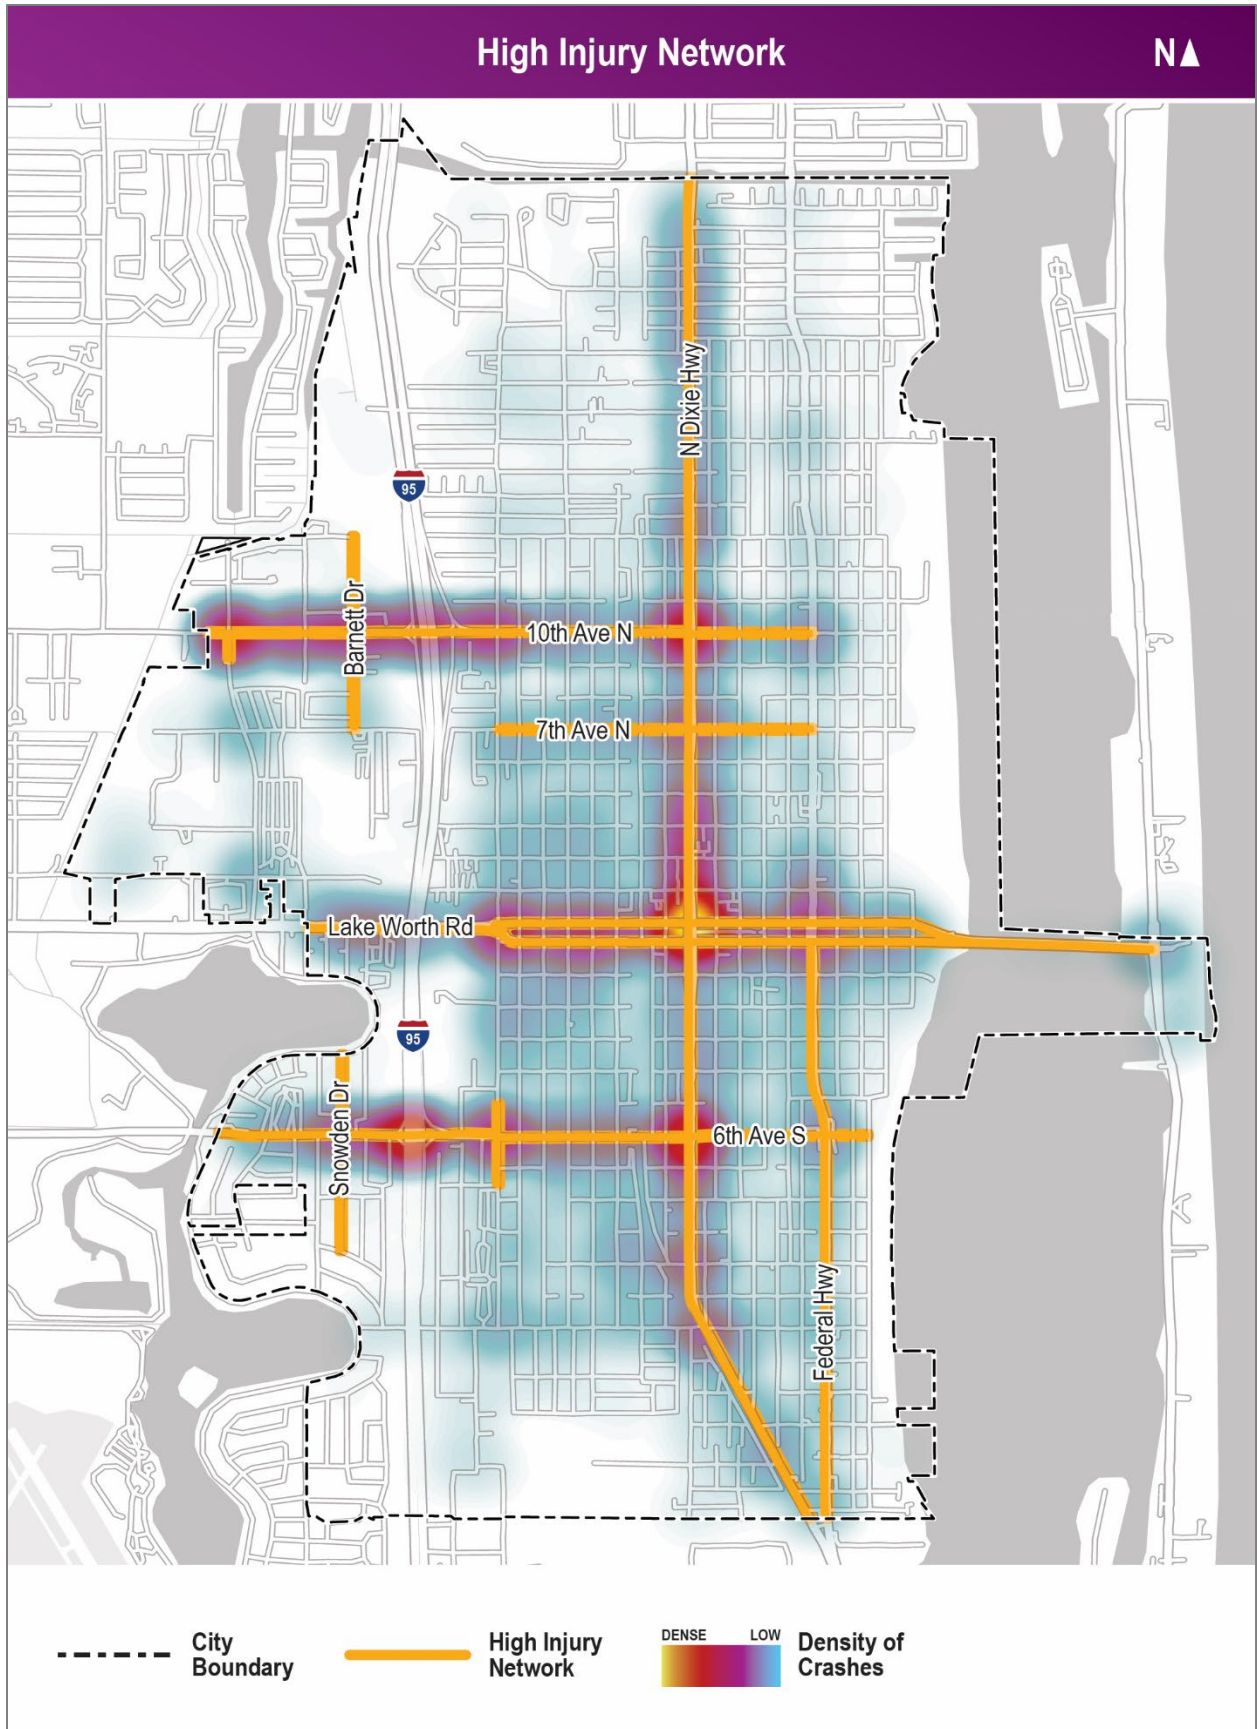 High Injury Network
N
N Dixie Hwy
95
Barnett Dr
10th Ave N
7th Ave N
Lake Worth Rd
95
Snowden Dr
6th Ave S
Federal Hwy
City
Boundary
High Injury
Network
DENSE LOW
Density of
Crashes